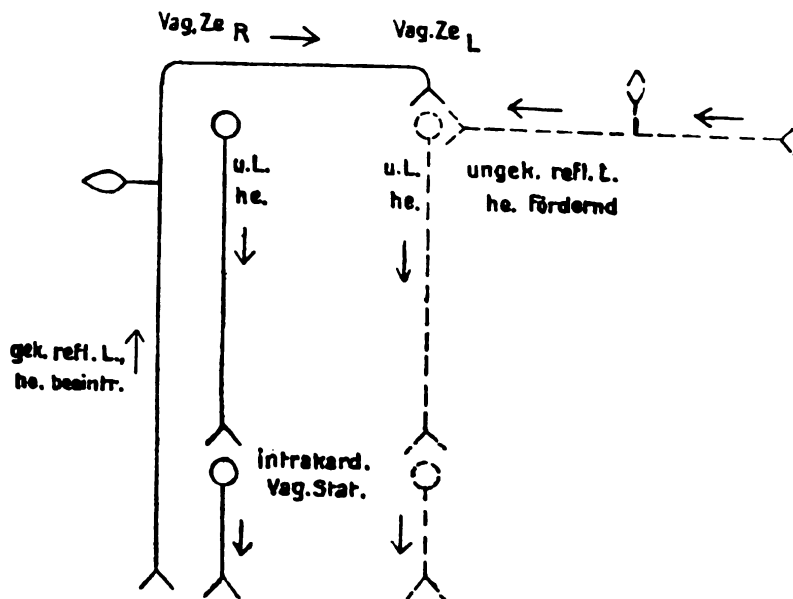 Vag.Ze R
Vag.Ze L
u.L.
he.
u.L.
he.
ungek. refl. L.
he. fördernd
gek. refl. L.,
he. beeintr.
intrakard.
Vag.Stat.